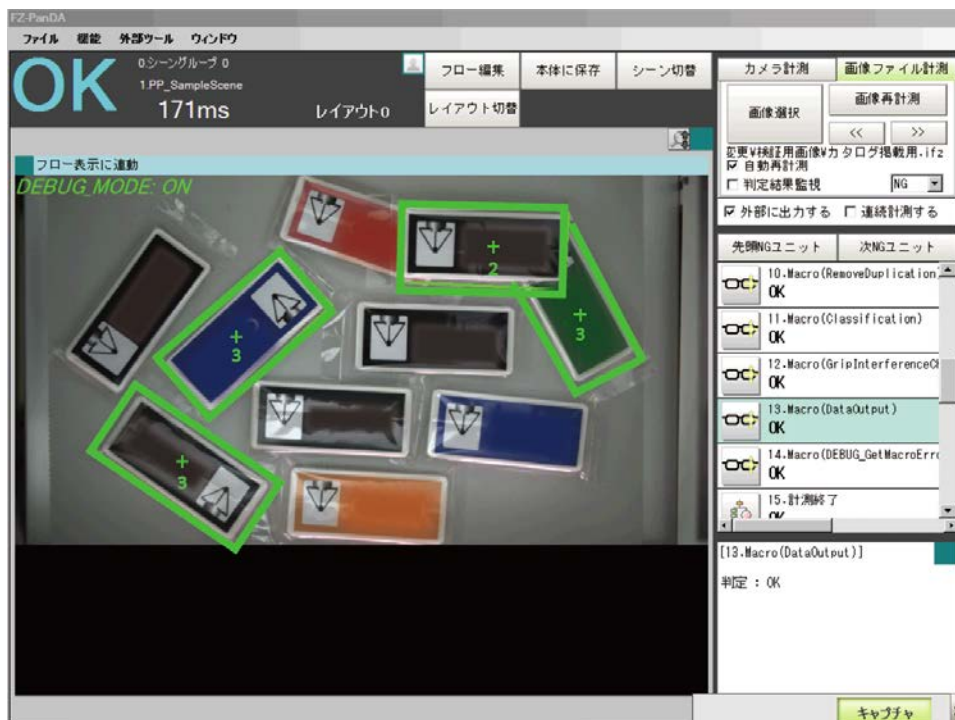 FZ-PanDA
ファイル 機能 外部ツール ウィンドウ
OK
0.シーングループ 0
1.PP_SampleScene
171ms
レイアウト0
フロー編集
本体に保存
シーン切替
レイアウト切替
フロー表示に連動
DEBUG_MODE: ON
2
3
3
3
カメラ計測
画像ファイル計測
画像選択
画像再計測
<<
>>
変更¥検証用画像¥カタログ掲載用.ifz
自動再計測
判定結果監視
NG
外部に出力する
連続計測する
先頭NGユニット
次NGユニット
10.Macro(RemoveDuplication)
OK
11.Macro(Classification)
OK
12.Macro(GripInterferenceCh
OK
13.Macro(DataOutput)
OK
14.Macro(DEBUG_GetMacroErro
OK
15.計測終了
OK
[13.Macro(DataOutput)]
判定 : OK
キャプチャ